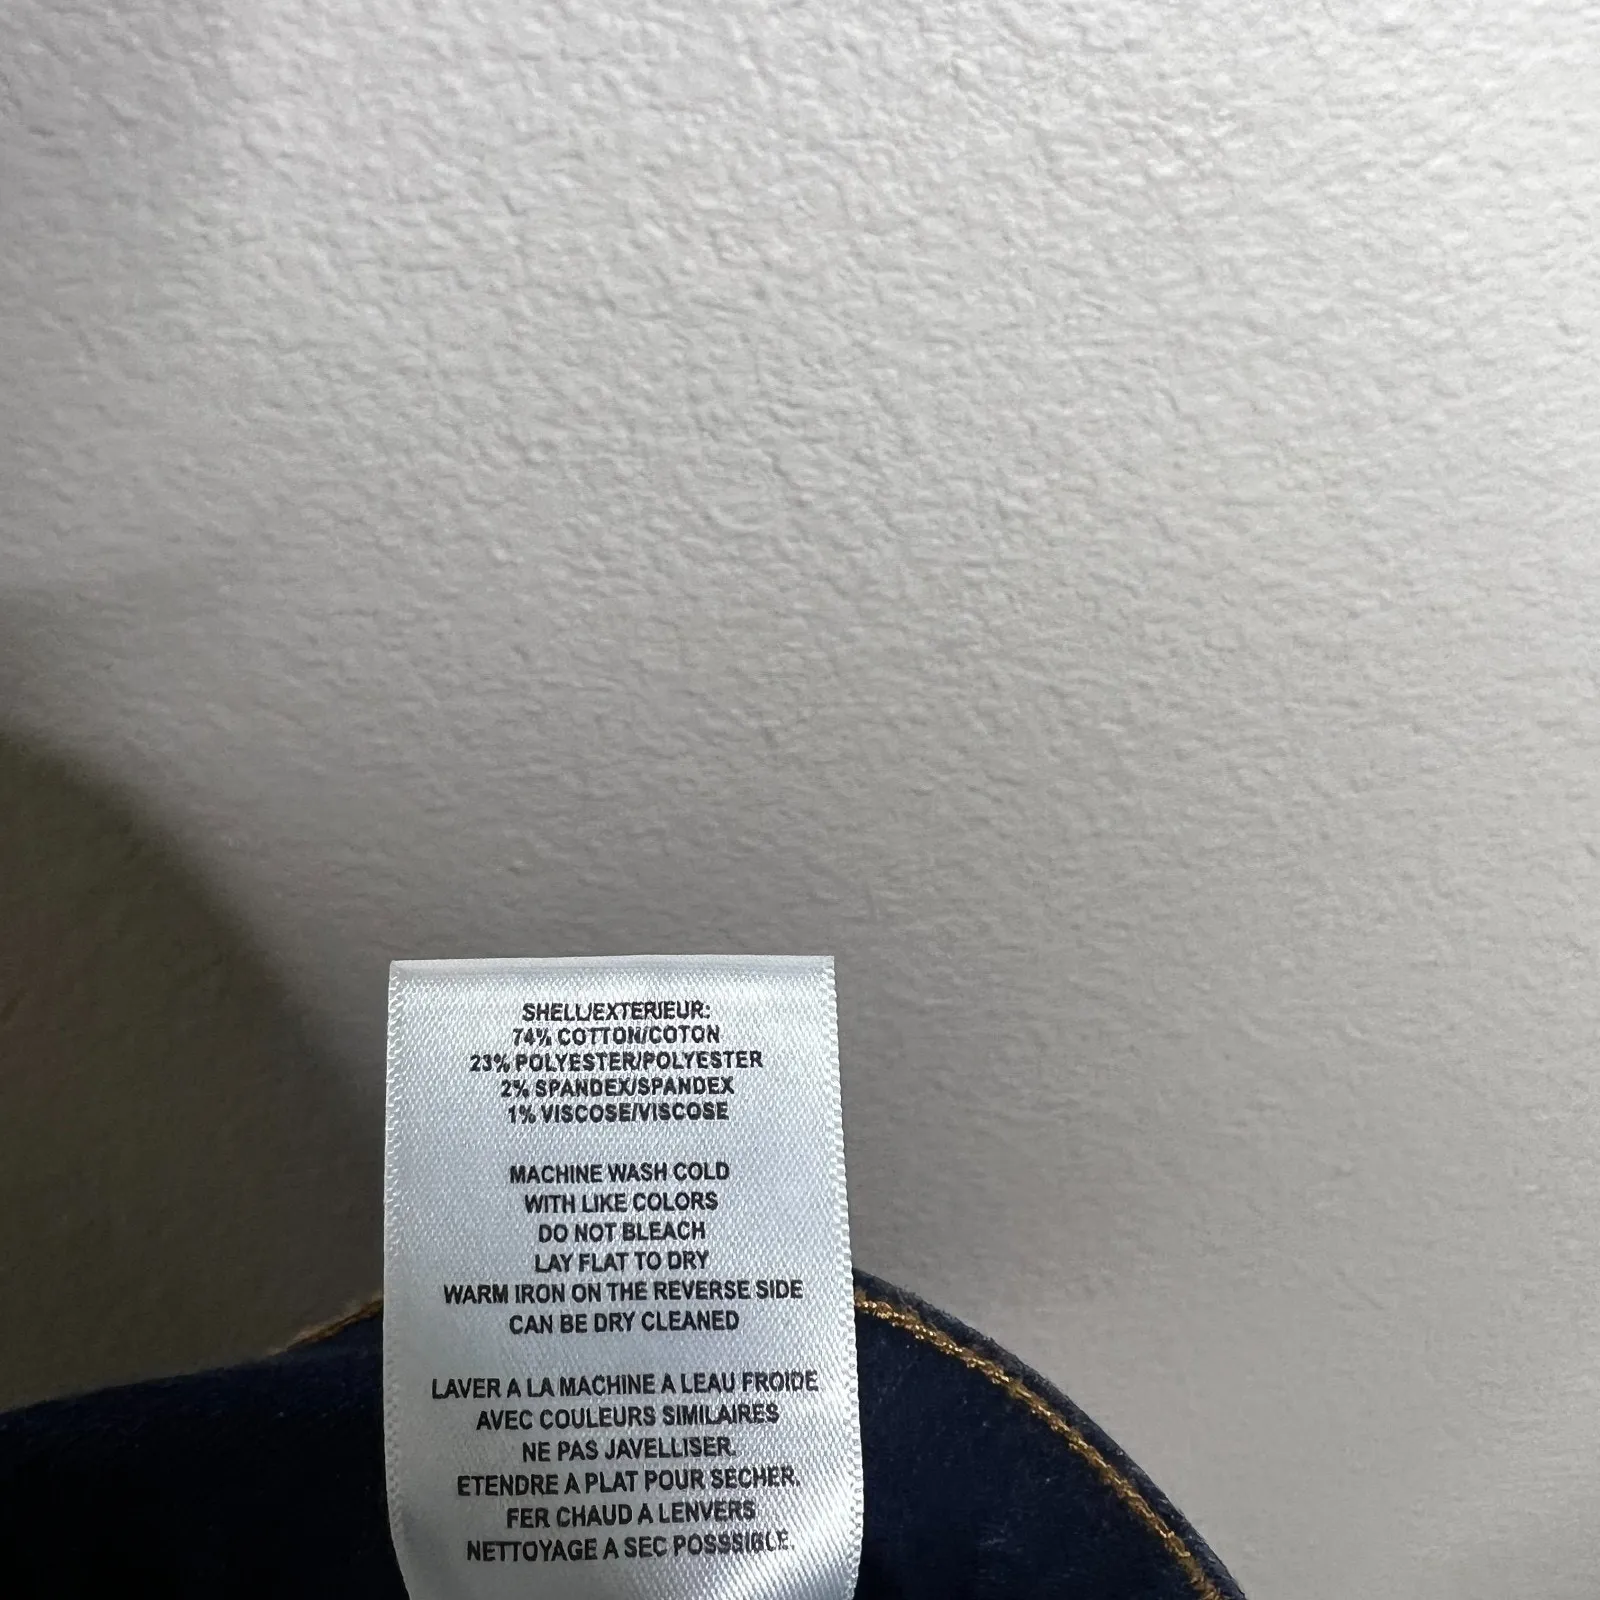 SHELL/EXTERIEUR:
74% COTTON/COTON
23% POLYESTER/POLYESTER
2% SPANDEX/SPANDEX
1% VISCOSE/VISCOSE
MACHINE WASH COLD
WITH LIKE COLORS
DO NOT BLEACH
LAY FLAT TO DRY
WARM IRON ON THE REVERSE SIDE
CAN BE DRY CLEANED
LAVER A LA MACHINE A LEAU FROIDE
AVEC COULEURS SIMILAIRES
NE PAS JAVELLISER.
ETENDRE A PLAT POUR SECHER.
FER CHAUD A LENVERS
NETTOYAGE A SEC POSSSIBLE.